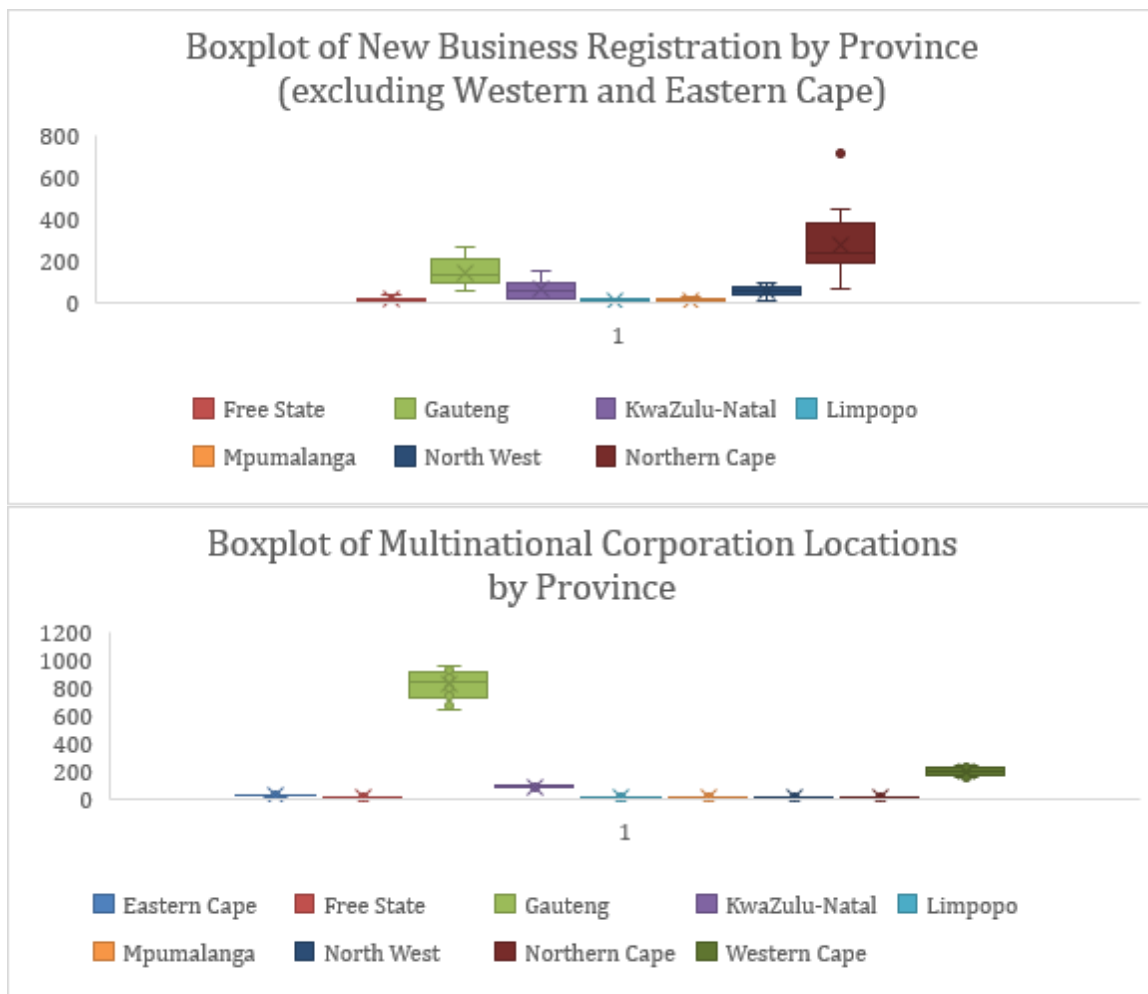 Boxplot of New Business Registration by Province
(excluding Western and Eastern Cape)
800
600
400
200
0
1
Free State Gauteng KwaZulu-Natal Limpopo
Mpumalanga North West Northern Cape
Boxplot of Multinational Corporation Locations
by Province
1200
1000
800
600
400
200
0
1
Eastern Cape Free State Gauteng KwaZulu-Natal Limpopo
Mpumalanga North West Northern Cape Western Cape